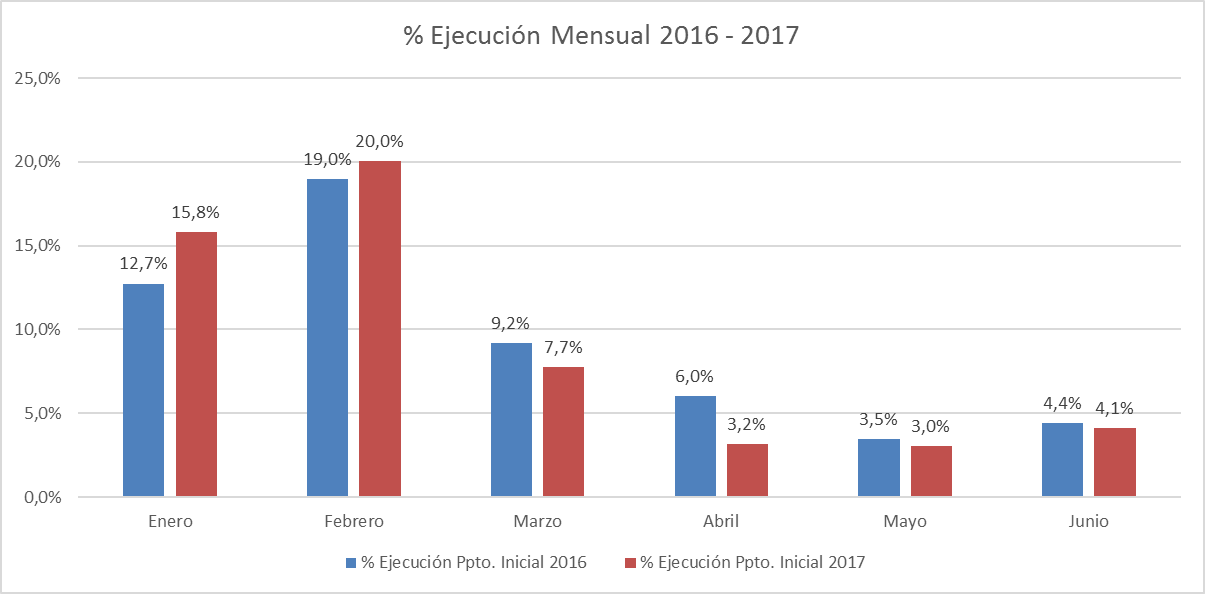 % Ejecución Mensual 2016 - 2017
25,0%
20,0%
15,0%
10,0%
5,0%
0,0%
12,7%
15,8%
19,0%
20,0%
9,2%
7,7%
6,0%
3,2%
3,5%
3,0%
4,4%
4,1%
Enero
Febrero
Marzo
Abril
Mayo
Junio
% Ejecución Ppto. Inicial 2016
% Ejecución Ppto. Inicial 2017